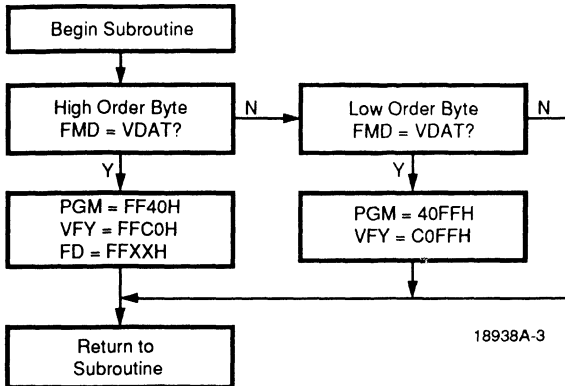 Begin Subroutine
High Order Byte
FMD = VDAT?
N
Low Order Byte
FMD = VDAT?
N
Y
Y
PGM = FF40H
VFY = FFC0H
FD = FFXXH
PGM = 40FFH
VFY = C0FFH
Return to
Subroutine
18938A-3